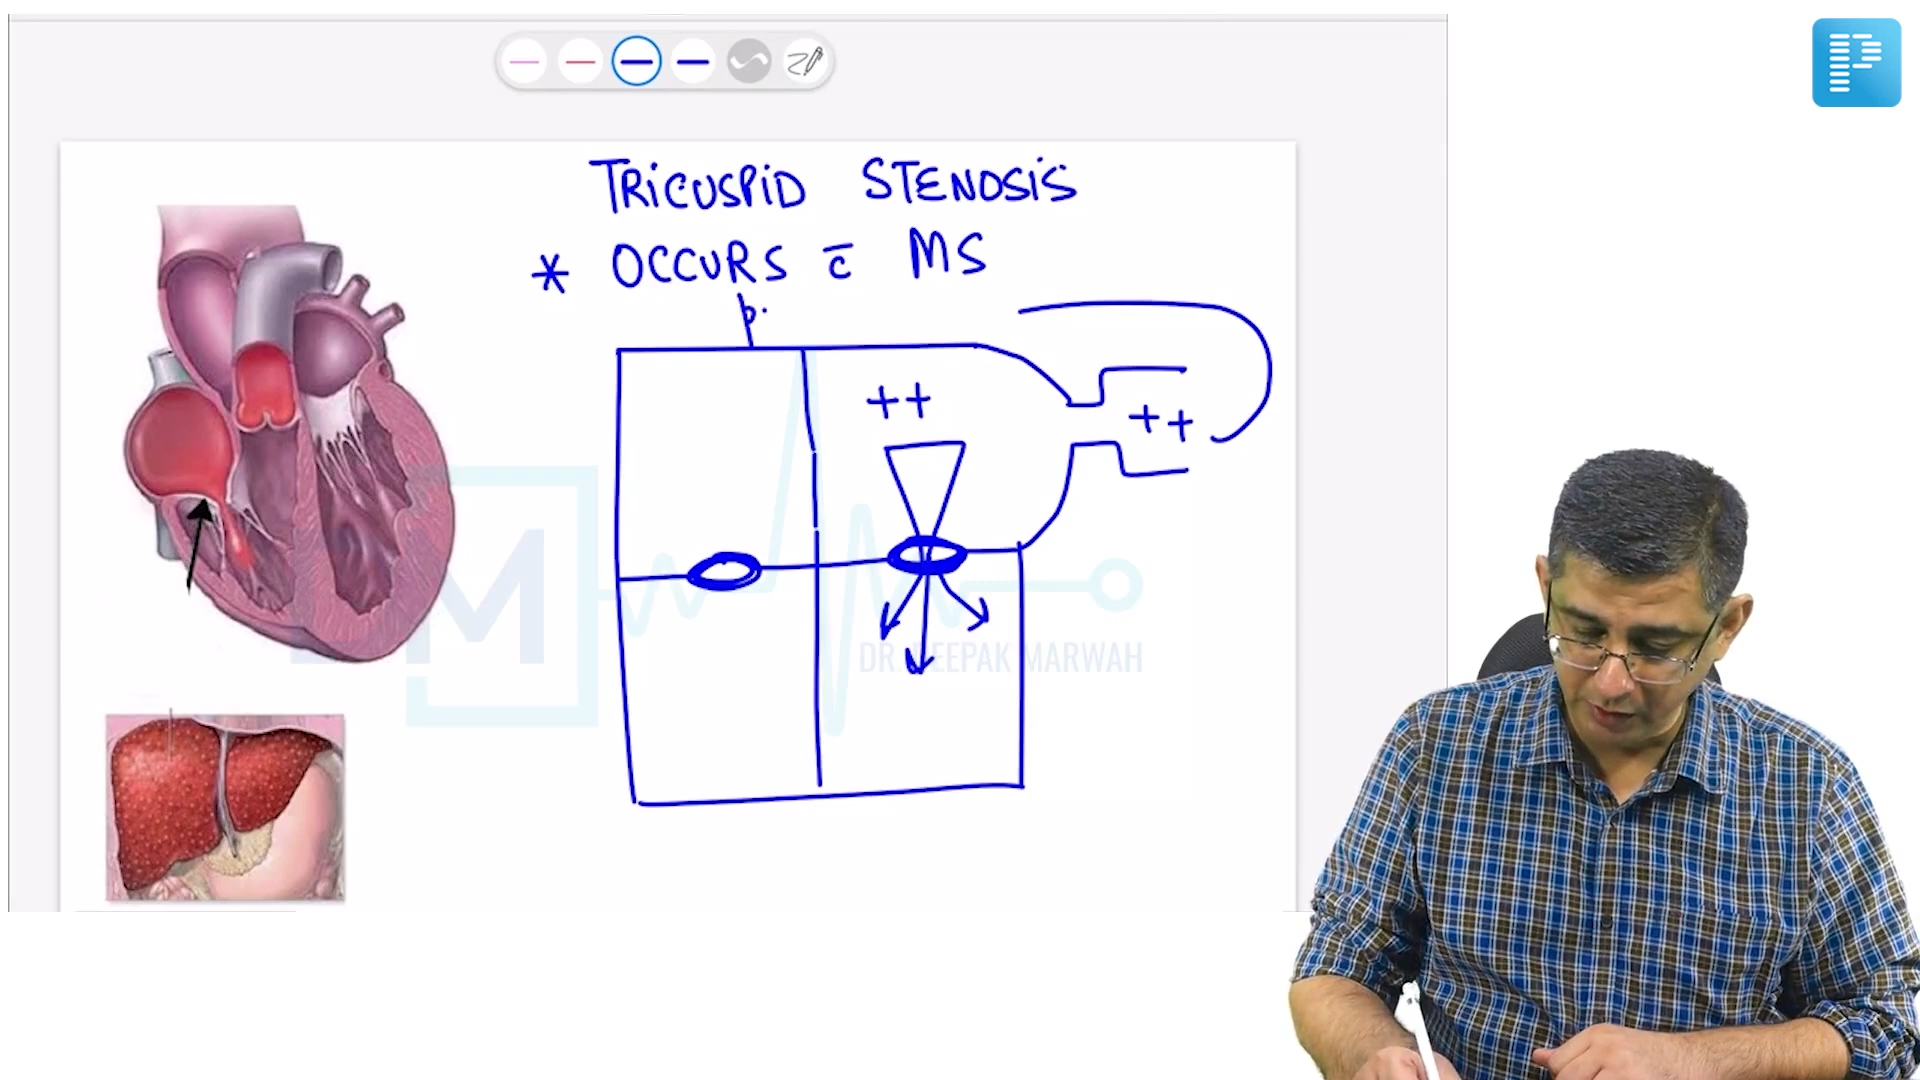 TRICUSPID STENOSIS
* OCCURS c̄ MS
++
++
M
DR DEEPAK MARWAH